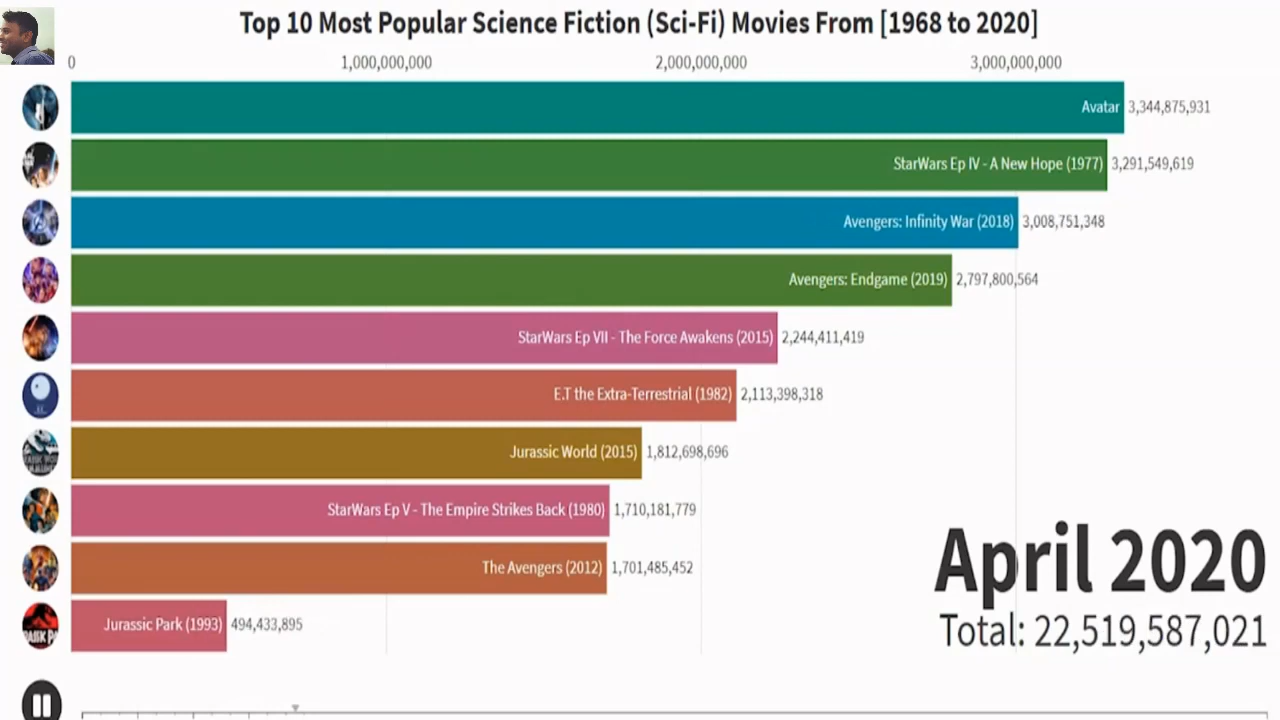 Top 10 Most Popular Science Fiction (Sci-Fi) Movies From [1968 to 2020]
0 1,000,000,000 2,000,000,000 3,000,000,000
Avatar 3,344,875,931
StarWars Ep IV - A New Hope (1977) 3,291,549,619
Avengers: Infinity War (2018) 3,008,751,348
Avengers: Endgame (2019) 2,797,800,564
StarWars Ep VII - The Force Awakens (2015) 2,244,411,419
E.T the Extra-Terrestrial (1982) 2,113,398,318
Jurassic World (2015) 1,812,698,696
StarWars Ep V - The Empire Strikes Back (1980) 1,710,181,779
The Avengers (2012) 1,701,485,452
Jurassic Park (1993) 494,433,895
April 2020
Total: 22,519,587,021